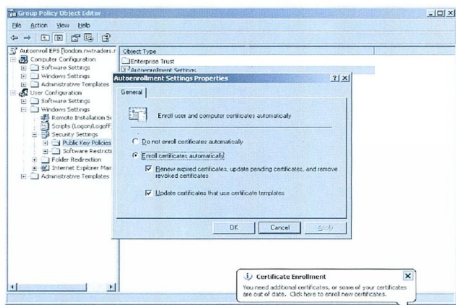 Group Policy Object Editor
File Action View Help
Autoenroll EFS [london.nwtraders.r
Computer Configuration
Software Settings
Windows Settings
Administrative Templates
User Configuration
Software Settings
Windows Settings
Remote Installation Se
Scripts (Logon/Logoff)
Security Settings
Public Key Policies
Software Restricti
Folder Redirection
Internet Explorer Mai
Administrative Templates
Object Type
Enterprise Trust
Autoenrollment Settings
Autoenrollment Settings Properties
General
Enroll user and computer certificates automatically
Do not enroll certificates automatically
Enroll certificates automatically
Renew expired certificates, update pending certificates, and remove
revoked certificates
Update certificates that use certificate templates
OK Cancel Apply
Certificate Enrollment
You need additional certificates, or some of your certificates
are out of date. Click here to enroll new certificates.